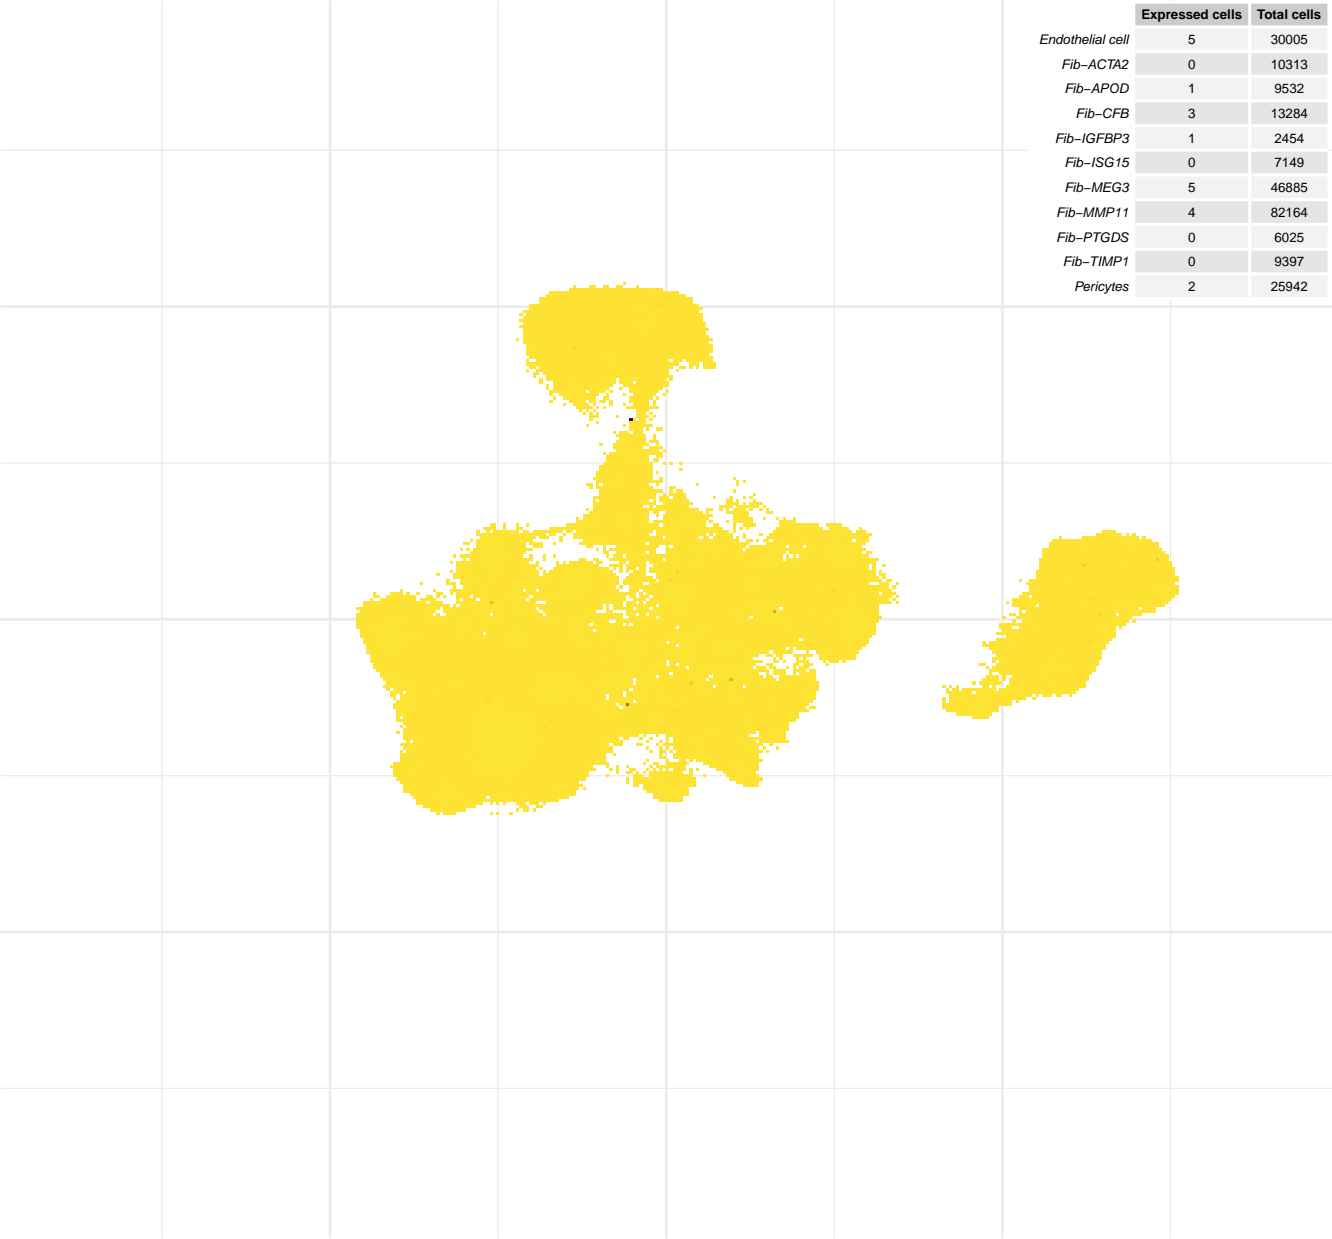 Expressed cells Total cells
Endothelial cell 5 30005
Fib−ACTA2 0 10313
Fib−APOD 1 9532
Fib−CFB 3 13284
Fib−IGFBP3 1 2454
Fib−ISG15 0 7149
Fib−MEG3 5 46885
Fib−MMP11 4 82164
Fib−PTGDS 0 6025
Fib−TIMP1 0 9397
Pericytes 2 25942